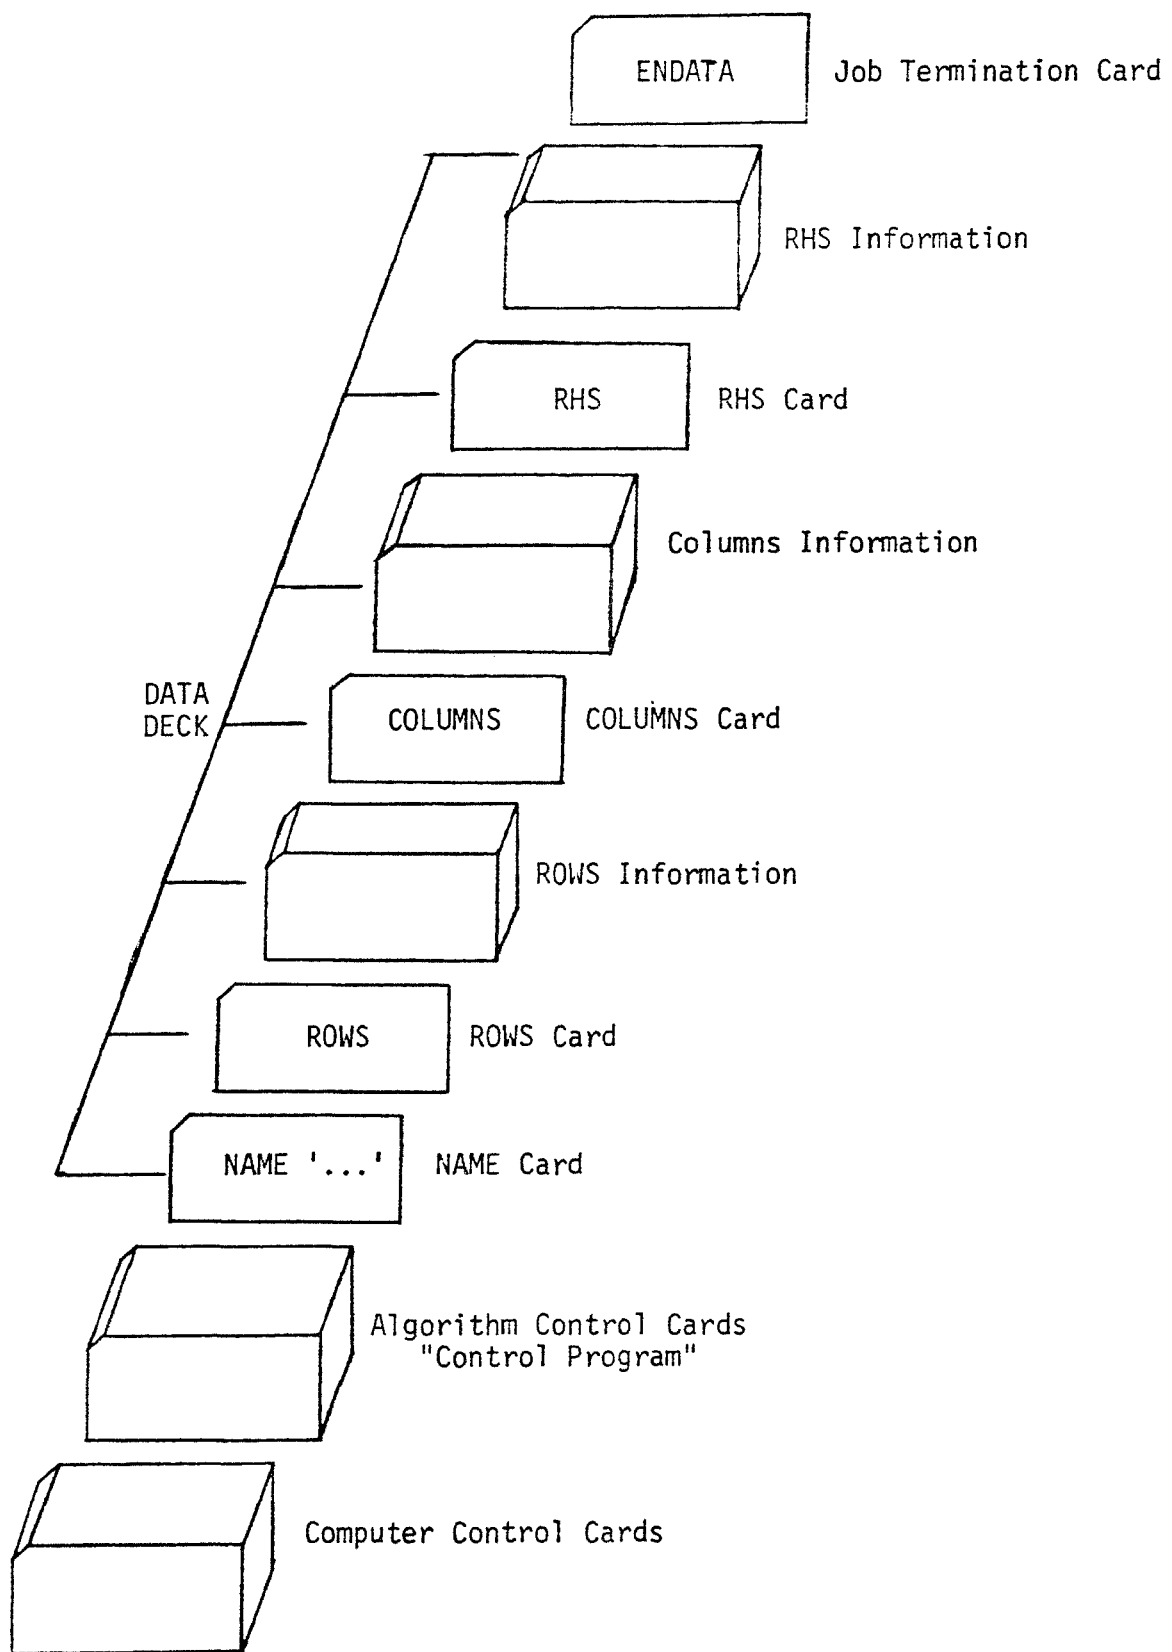 ENDATA Job Termination Card
RHS Information
RHS RHS Card
Columns Information
DATA
DECK
COLUMNS COLUMNS Card
ROWS Information
ROWS ROWS Card
NAME '...' NAME Card
Algorithm Control Cards
"Control Program"
Computer Control Cards